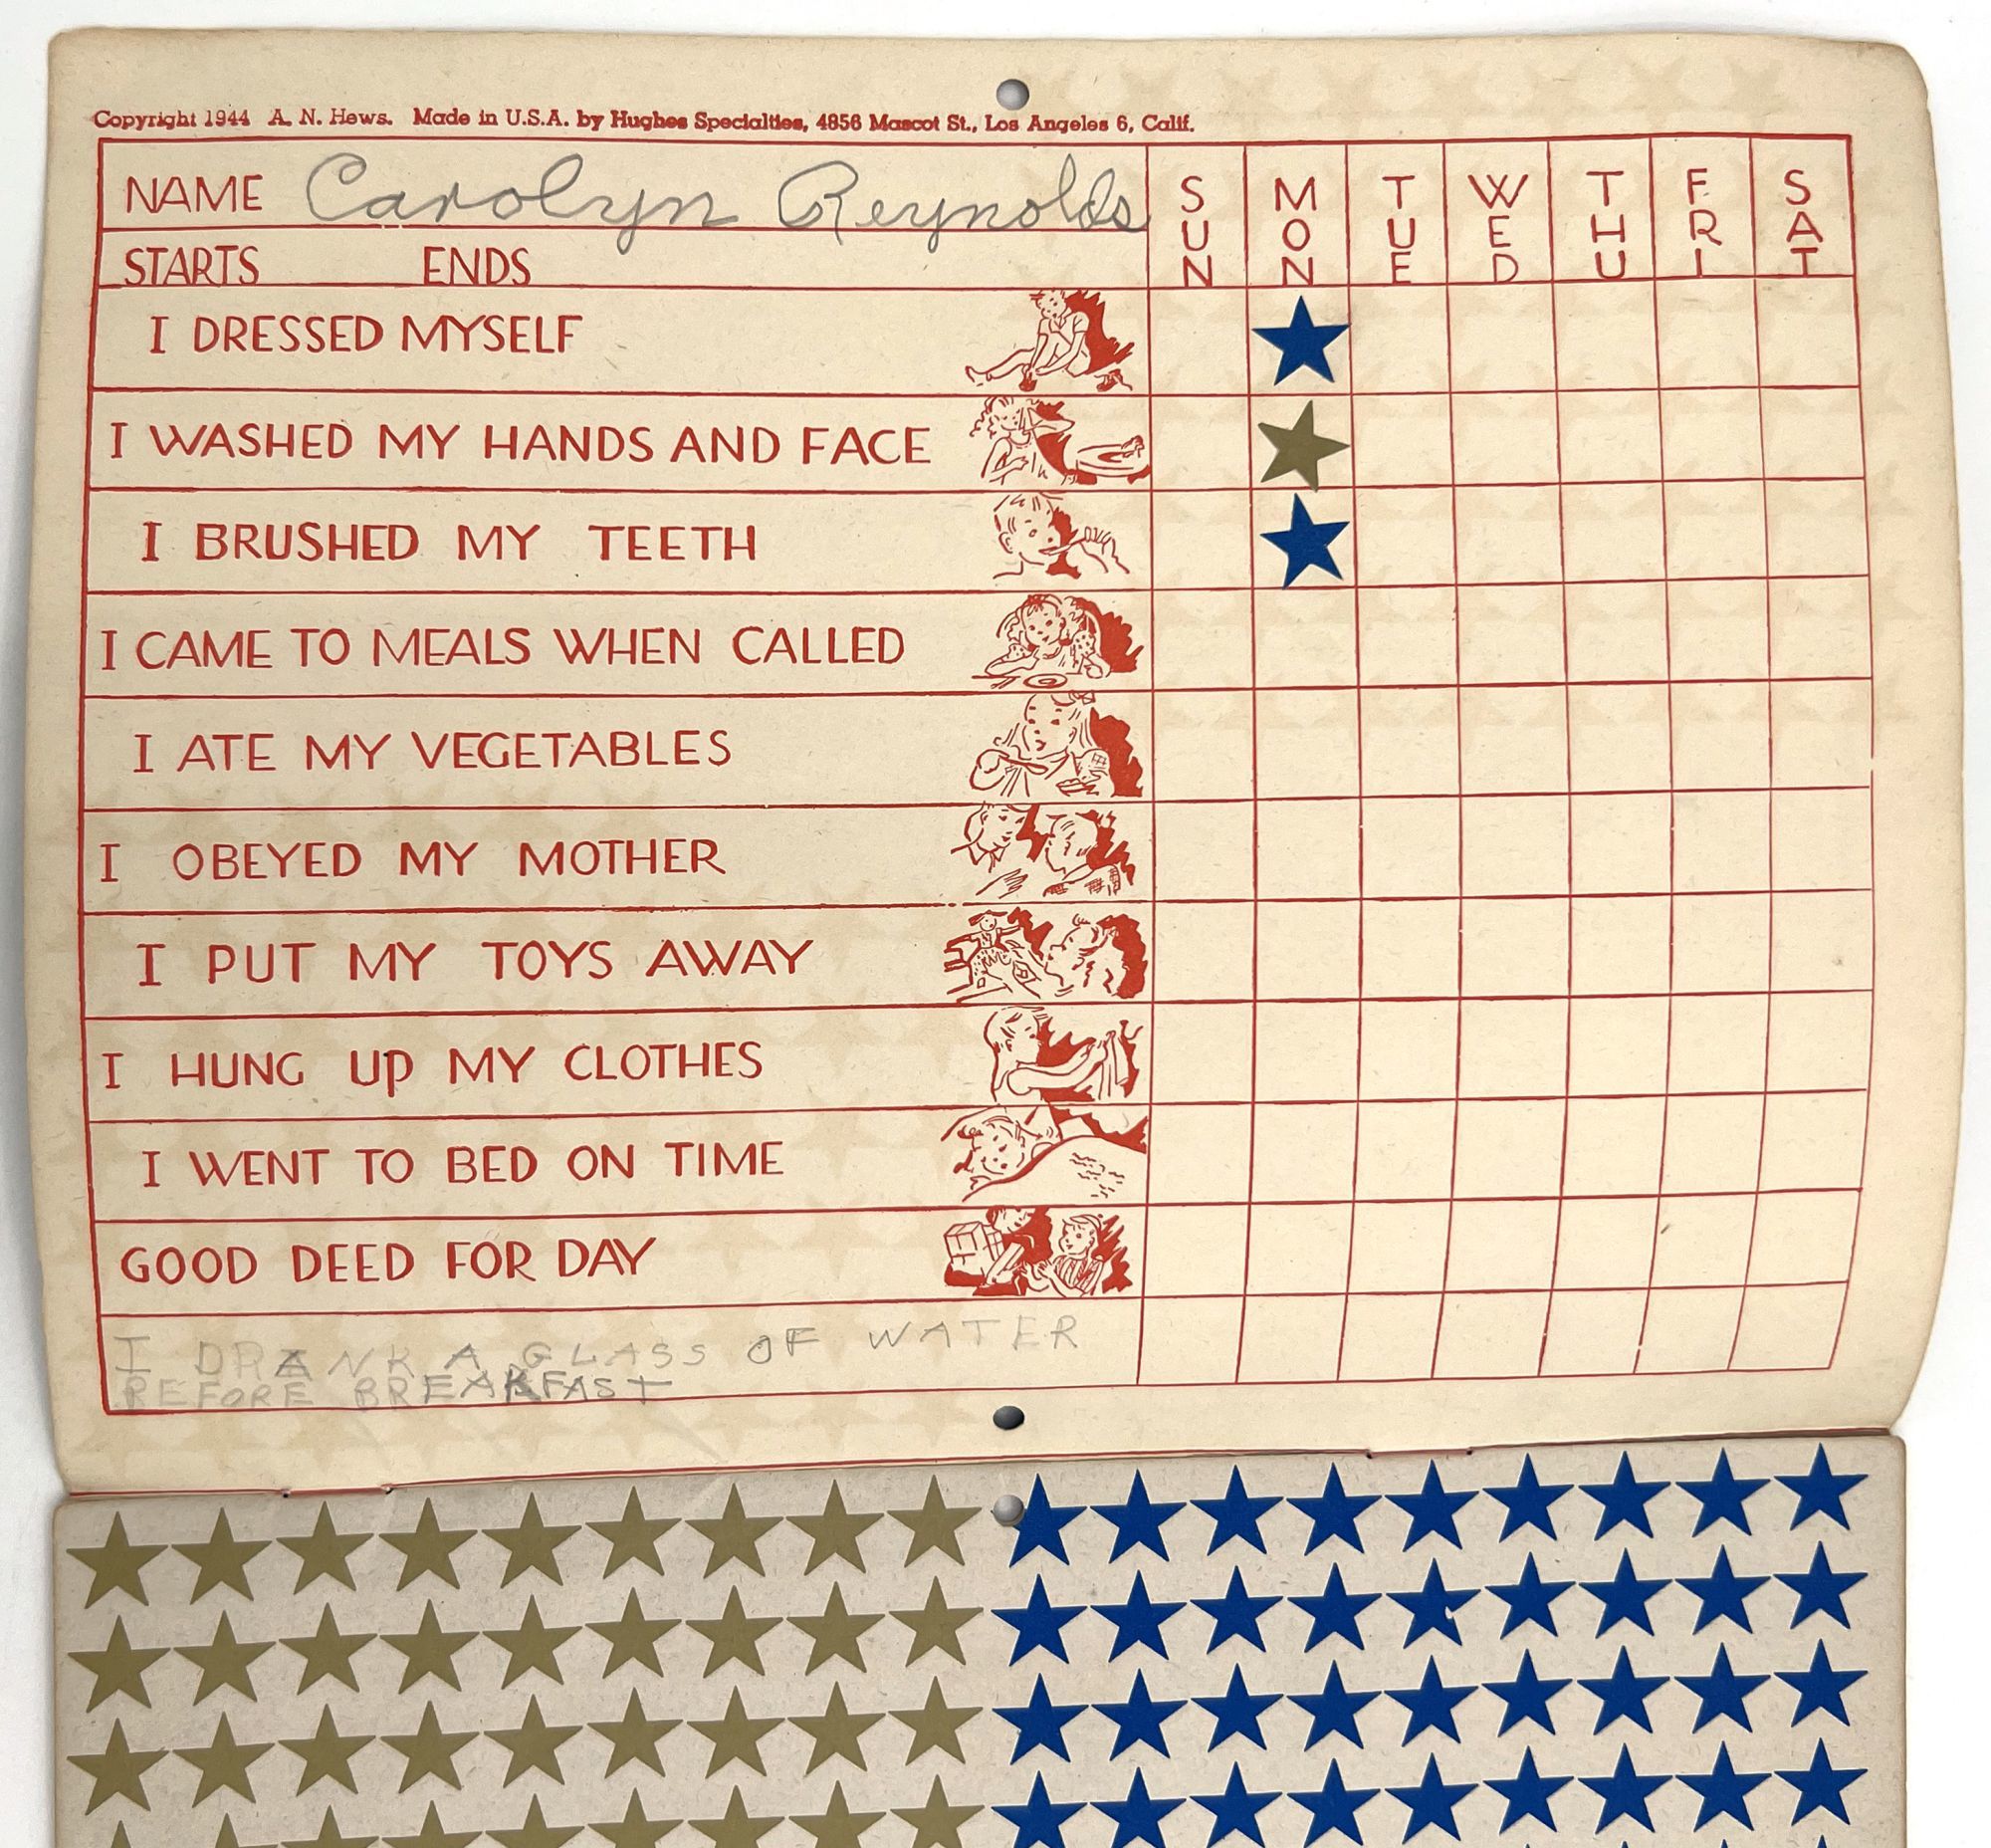 Copyright 1944 A. N. Hews. Made in U.S.A. by Hughes Specialties, 4856 Mascot St., Los Angeles 6, Calif.
NAME Carolyn Reynolds SUN MON TUE WED THU FRI SAT
STARTS ENDS
I DRESSED MYSELF
I WASHED MY HANDS AND FACE
I BRUSHED MY TEETH
I CAME TO MEALS WHEN CALLED
I ATE MY VEGETABLES
I OBEYED MY MOTHER
I PUT MY TOYS AWAY
I HUNG UP MY CLOTHES
I WENT TO BED ON TIME
GOOD DEED FOR DAY
I DRANK A GLASS OF WATER
BEFORE BREAKFAST